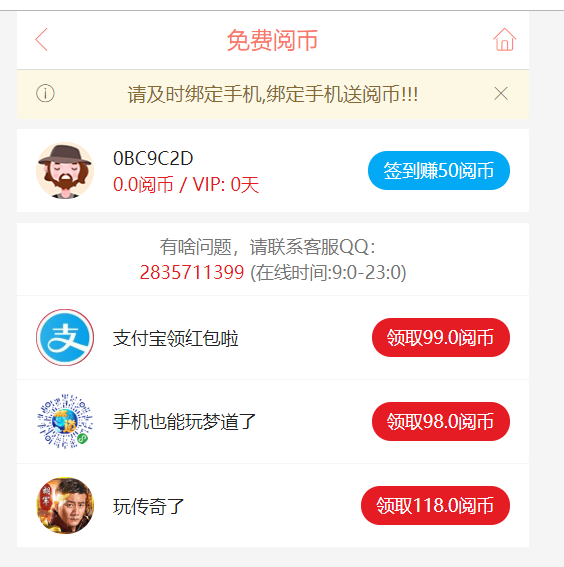 免费阅币
请及时绑定手机,绑定手机送阅币!!!
0BC9C2D
0.0阅币 / VIP: 0天
签到赚50阅币
有啥问题，请联系客服QQ：
2835711399 (在线时间:9:0-23:0)
支
支付宝领红包啦
领取99.0阅币
手机也能玩梦道了
领取98.0阅币
玩传奇了
领取118.0阅币